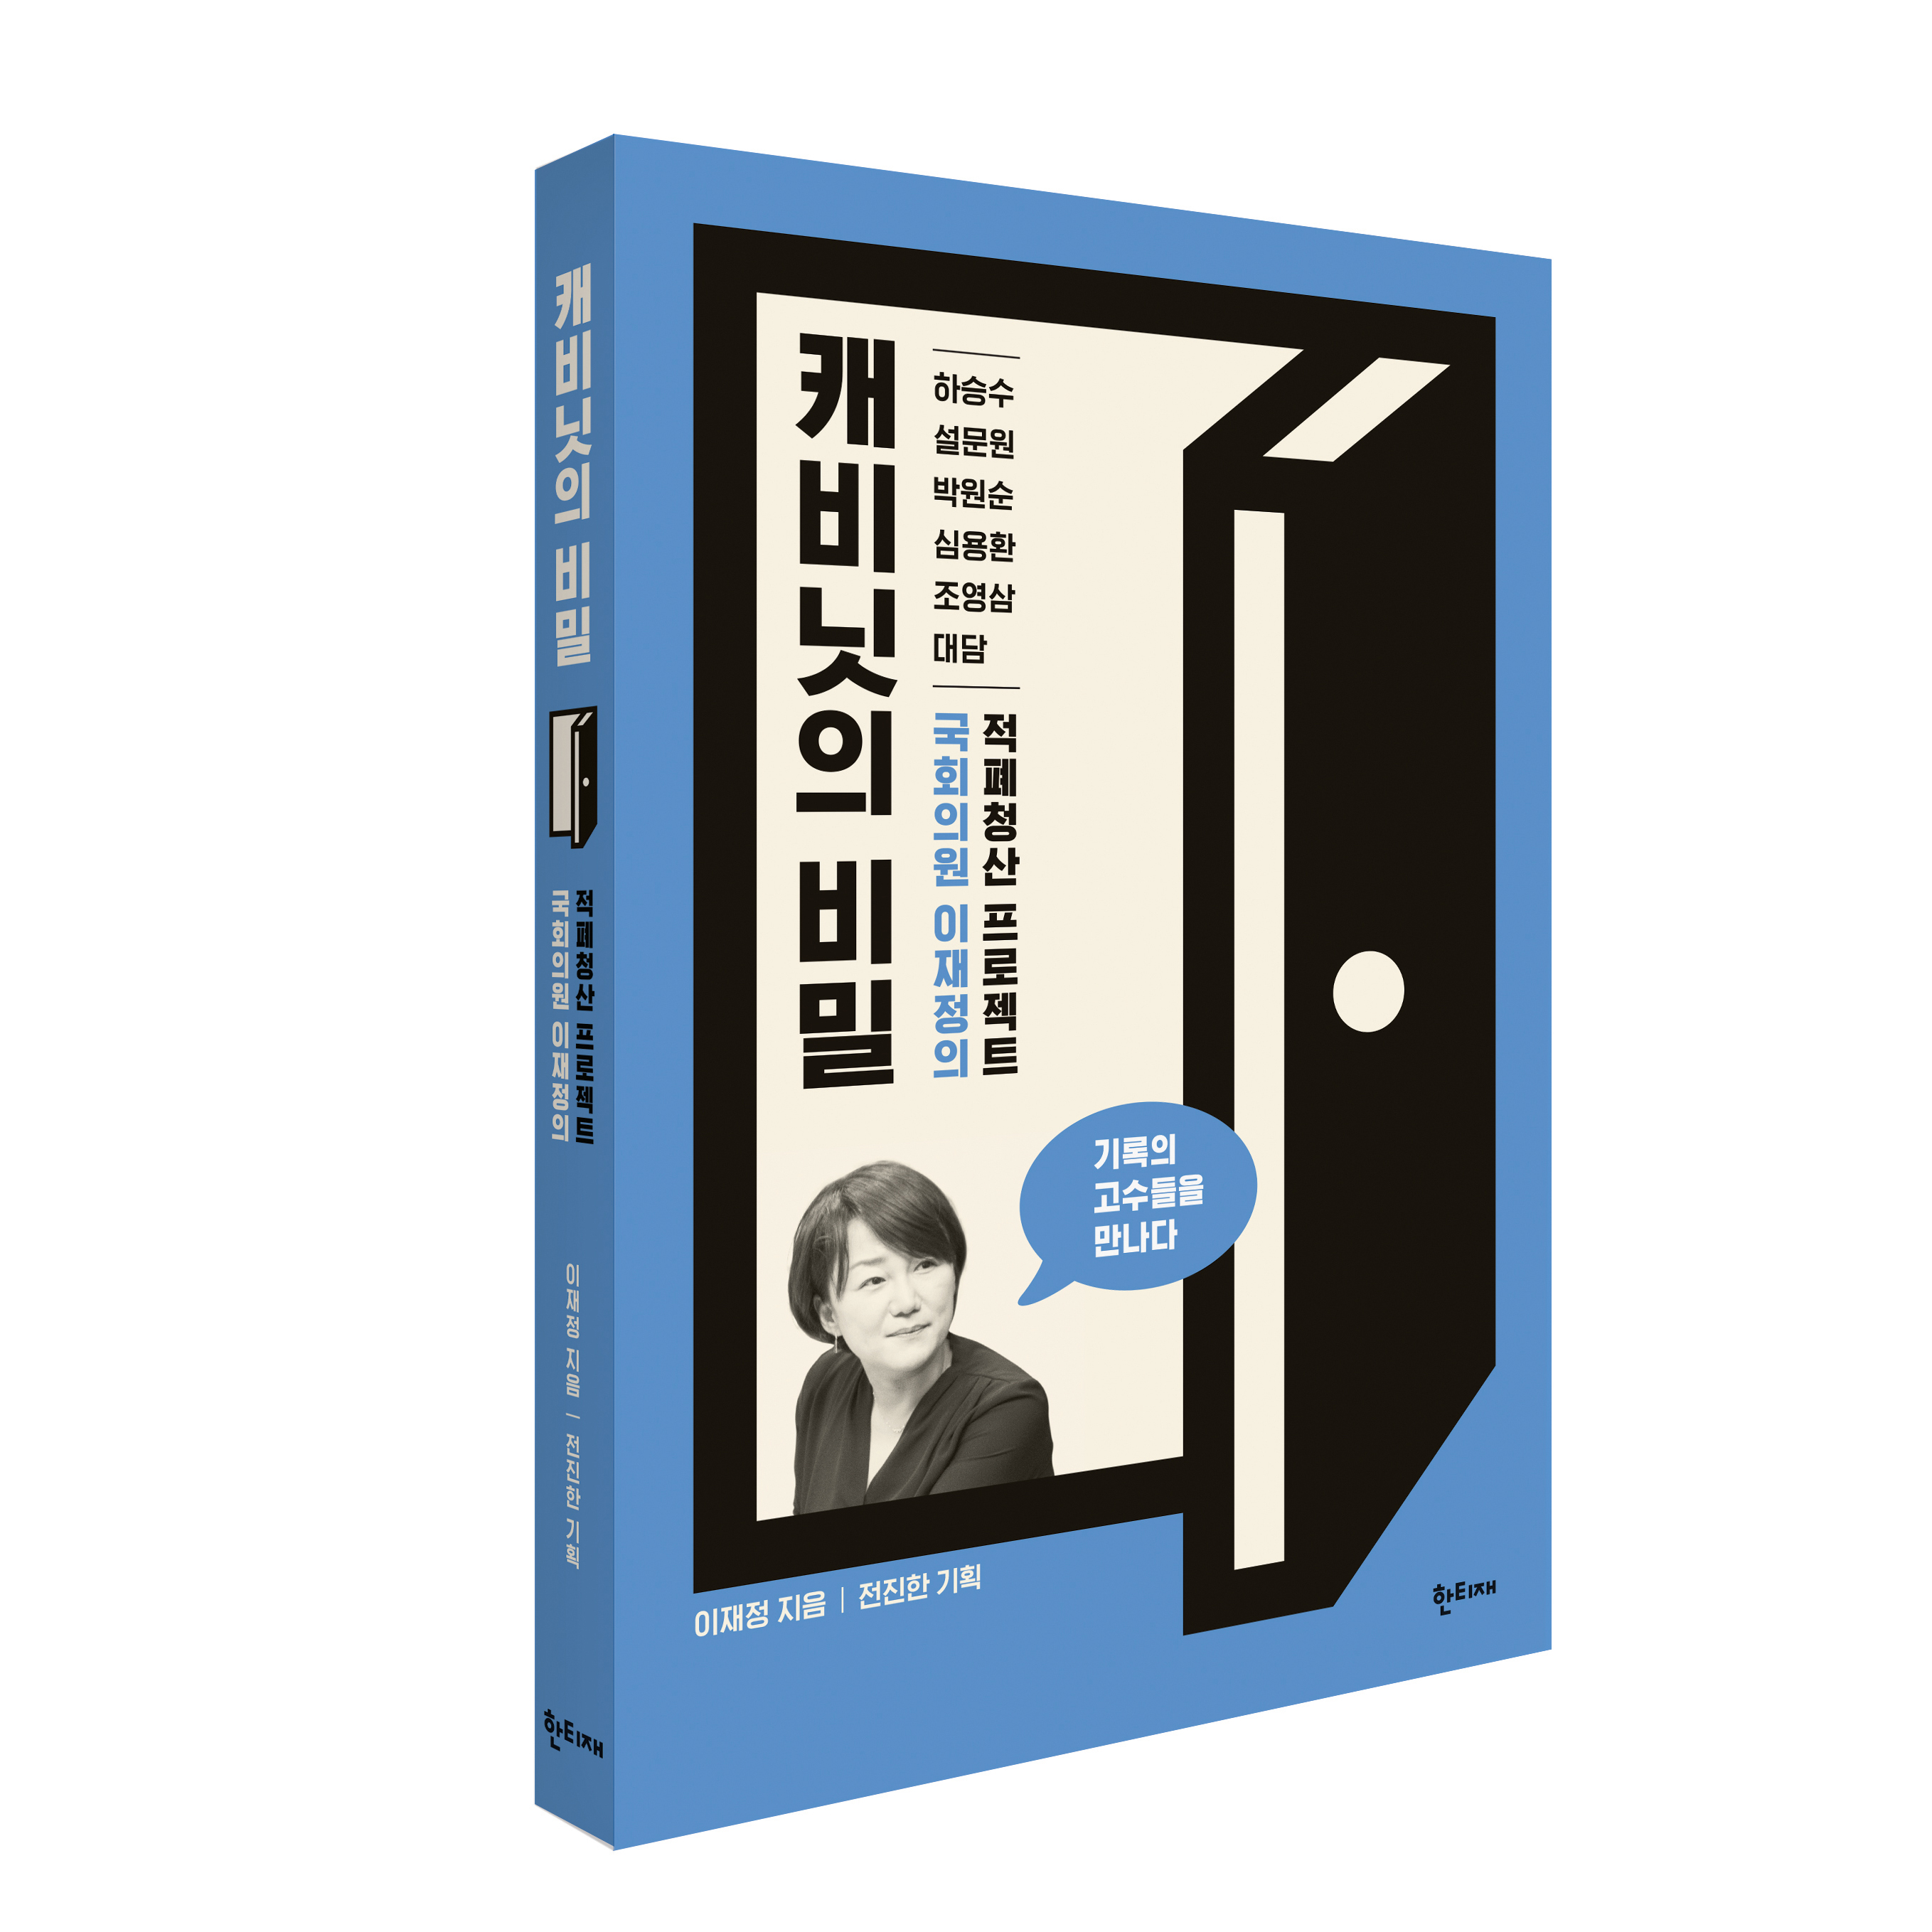 캐비닛의 비밀
국회의원 이재정의
적폐청산 프로젝트
이재정 지음 | 전진한 기획
한티재
캐비닛의 비밀
하승수
설문원
박원순
심용환
조영삼
대담
국회의원 이재정의
적폐청산 프로젝트
기록의
고수들을
만나다
이재정 지음 | 전진한 기획
한티재